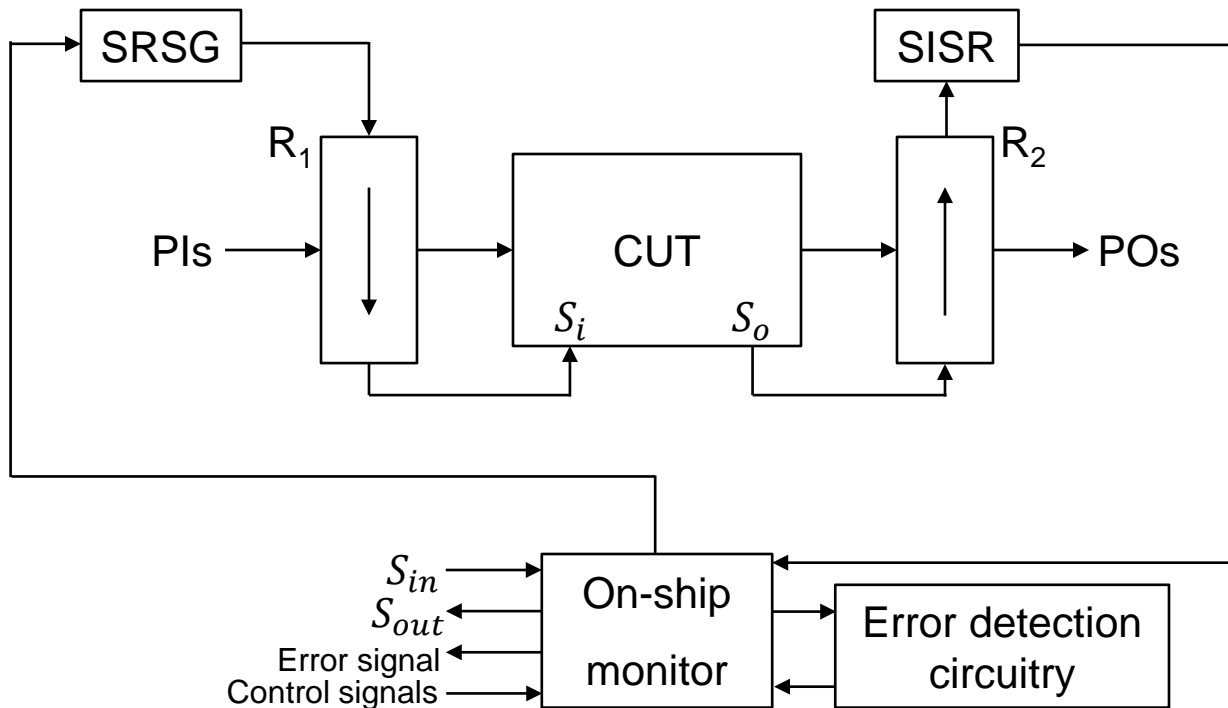 SRSG
SISR
R₁
R₂
PIs
CUT
POs
Sᵢ
Sₒ
Sᵢₙ
Sₒᵤₜ
Error signal
Control signals
On-ship
monitor
Error detection
circuitry